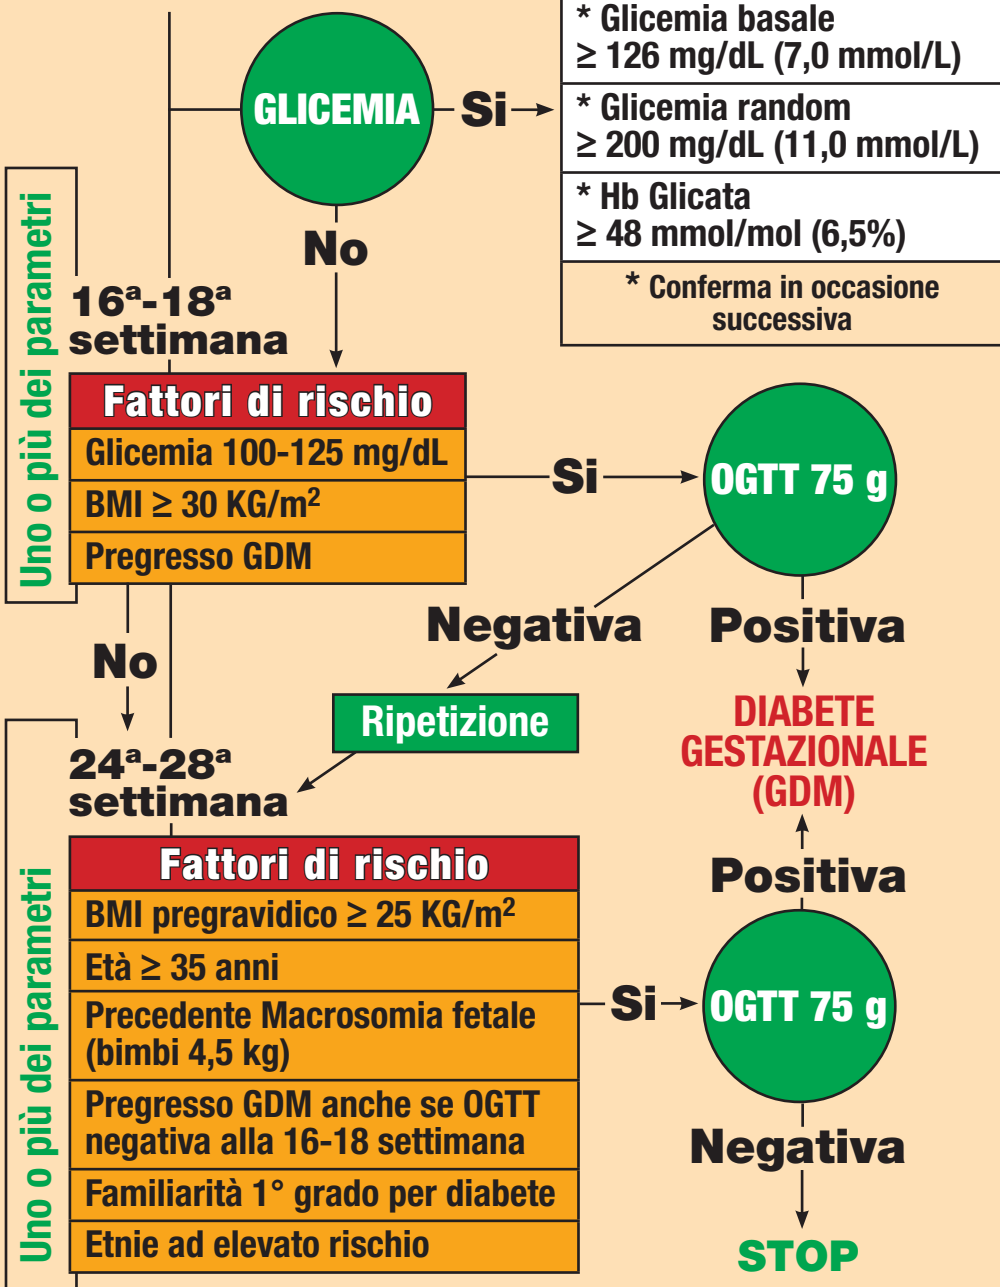 GLICEMIA
Si
* Glicemia basale
≥ 126 mg/dL (7,0 mmol/L)
* Glicemia random
≥ 200 mg/dL (11,0 mmol/L)
* Hb Glicata
≥ 48 mmol/mol (6,5%)
* Conferma in occasione
successiva
No
Uno o più dei parametri
16ª-18ª
settimana
Fattori di rischio
Glicemia 100-125 mg/dL
BMI ≥ 30 KG/m²
Pregresso GDM
Si
OGTT 75 g
Negativa
Positiva
No
Ripetizione
DIABETE
GESTAZIONALE
(GDM)
Uno o più dei parametri
24ª-28ª
settimana
Fattori di rischio
BMI pregravidico ≥ 25 KG/m²
Età ≥ 35 anni
Precedente Macrosomia fetale
(bimbi 4,5 kg)
Pregresso GDM anche se OGTT
negativa alla 16-18 settimana
Familiarità 1° grado per diabete
Etnie ad elevato rischio
Si
Positiva
OGTT 75 g
Negativa
STOP